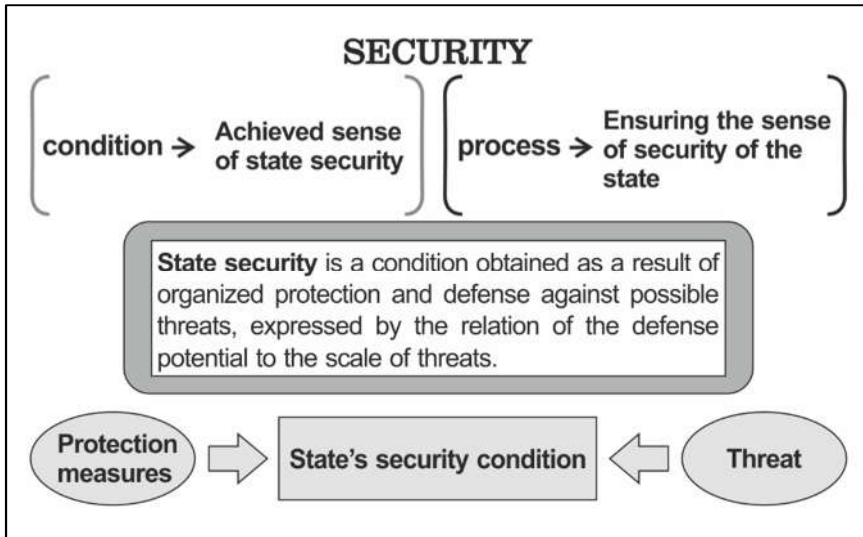 SECURITY
condition → Achieved sense
of state security
process → Ensuring the sense
of security of the
state
State security is a condition obtained as a result of
organized protection and defense against possible
threats, expressed by the relation of the defense
potential to the scale of threats.
Protection
measures
State's security condition
Threat